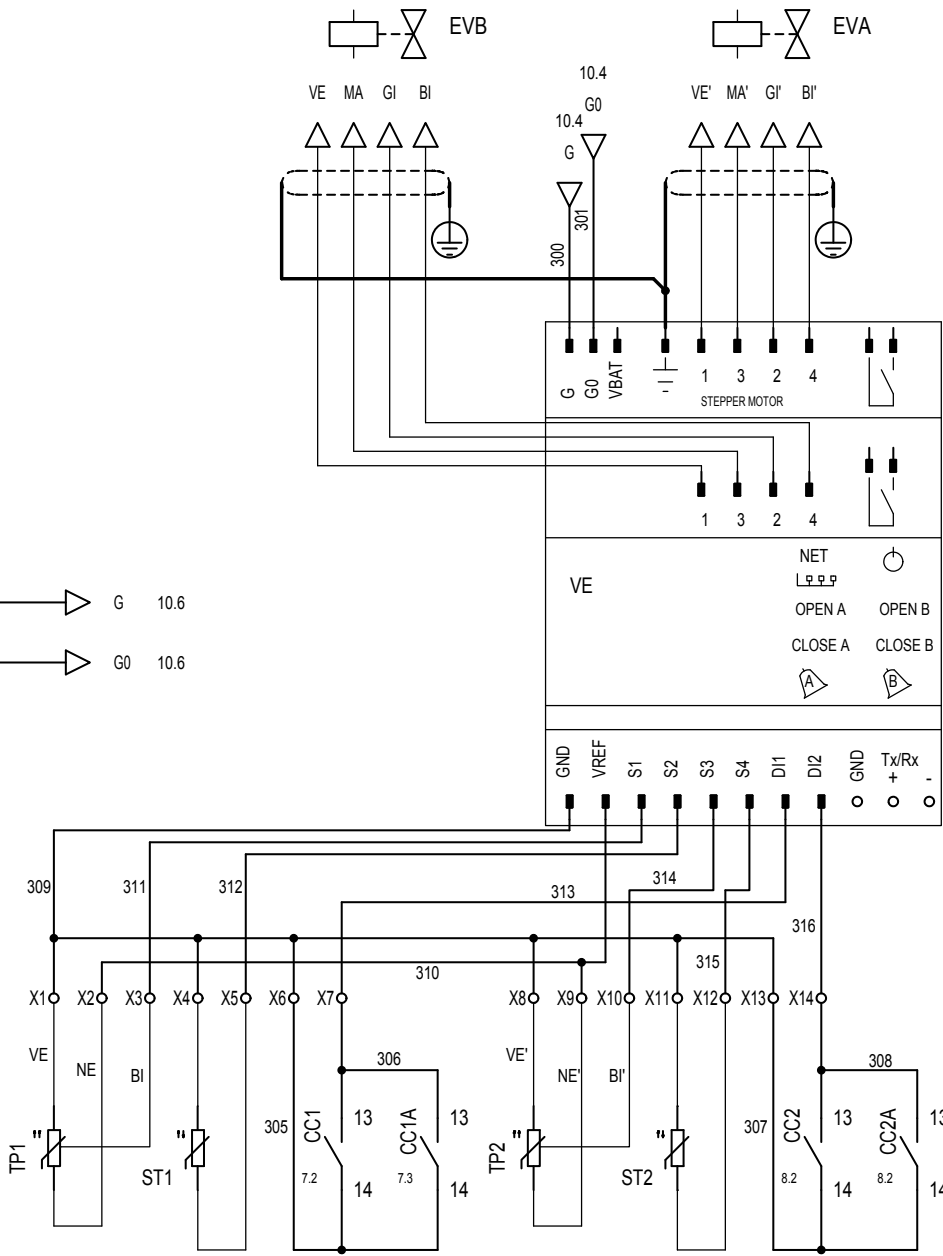 EVB EVA
10.4
VE MA GI BI G0 VE' MA' GI' BI'
10.4
G
301
300
G G0 VBAT 1 3 2 4
STEPPER MOTOR
1 3 2 4
NET
VE
G 10.6
OPEN A OPEN B
CLOSE A CLOSE B
G0 10.6
A B
GND VREF S1 S2 S3 S4 DI1 DI2 GND Tx/Rx
+ -
309 311 312 313 314
316
310 315
X1 X2 X3 X4 X5 X6 X7 X8 X9 X10 X11 X12 X13 X14
VE NE BI 306 VE' NE' BI' 308
305 CC1 13 CC1A 13 307 CC2 13 CC2A 13
TP1 " ST1 " TP2 " ST2 "
7.2 14 7.3 14 8.2 14 8.2 14